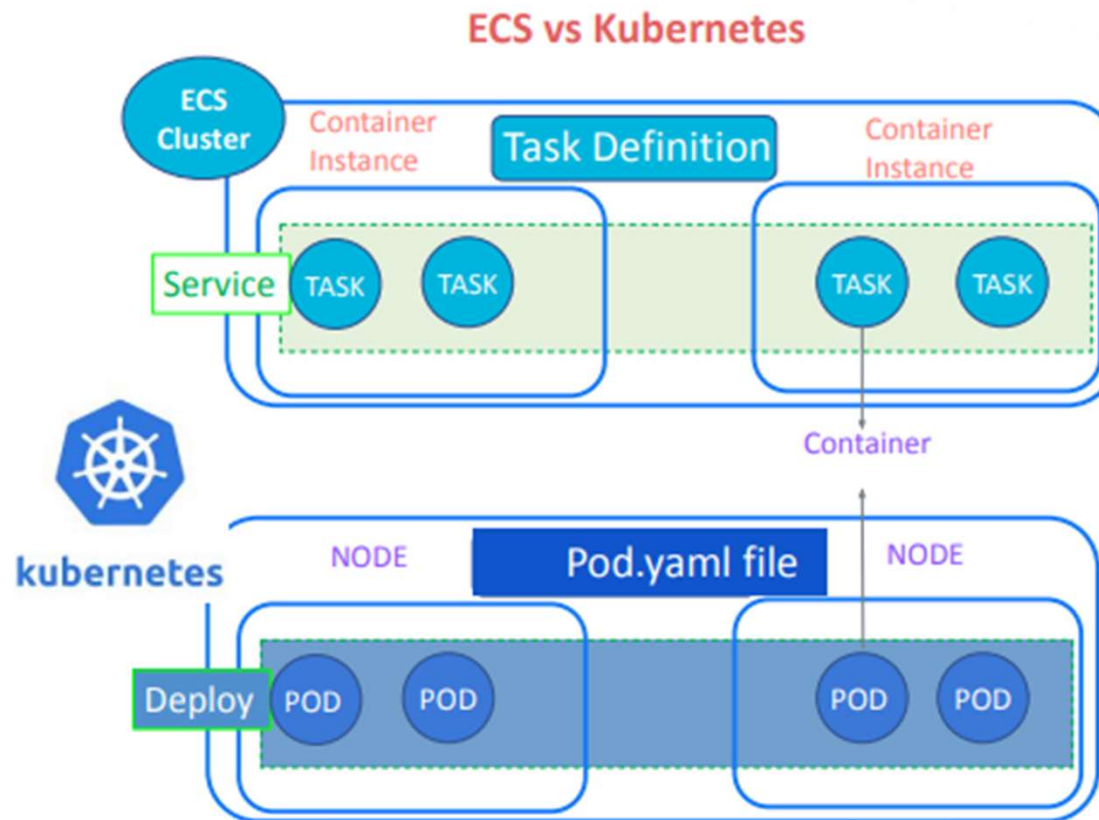 ECS vs Kubernetes
ECS
Cluster
Container
Instance
Task Definition
Container
Instance
Service
TASK
TASK
TASK
TASK
Container
kubernetes
NODE
Pod.yaml file
NODE
Deploy
POD
POD
POD
POD